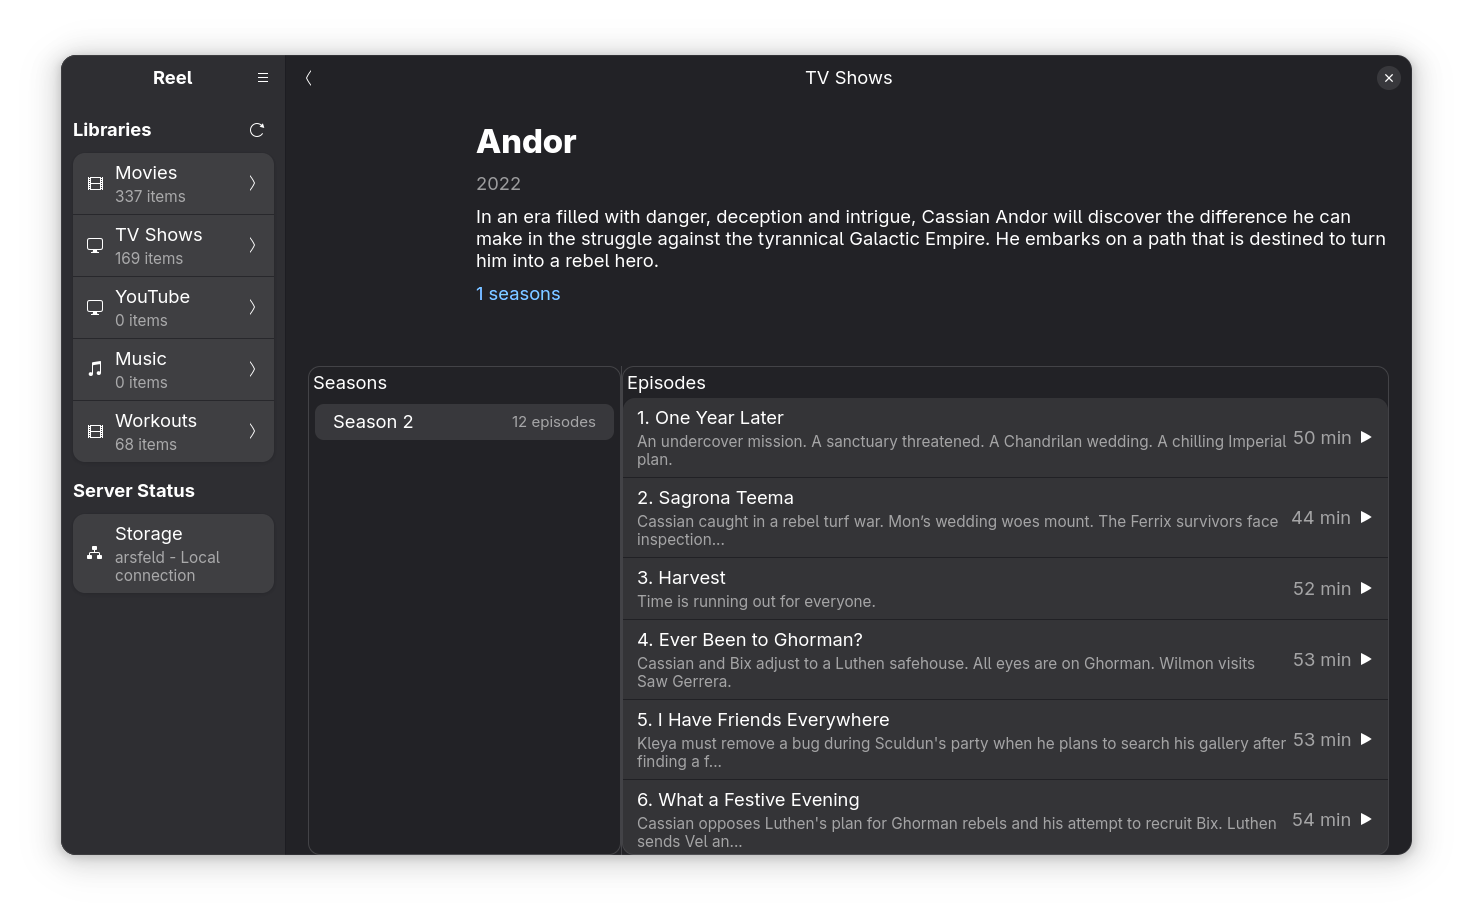 Reel
TV Shows
Libraries
Movies
337 items
TV Shows
169 items
YouTube
0 items
Music
0 items
Workouts
68 items
Server Status
Storage
arsfeld - Local
connection
Andor
2022
In an era filled with danger, deception and intrigue, Cassian Andor will discover the difference he can
make in the struggle against the tyrannical Galactic Empire. He embarks on a path that is destined to turn
him into a rebel hero.
1 seasons
Seasons
Season 2 12 episodes
Episodes
1. One Year Later
An undercover mission. A sanctuary threatened. A Chandrilan wedding. A chilling Imperial
plan.
50 min
2. Sagrona Teema
Cassian caught in a rebel turf war. Mon’s wedding woes mount. The Ferrix survivors face
inspection...
44 min
3. Harvest
Time is running out for everyone.
52 min
4. Ever Been to Ghorman?
Cassian and Bix adjust to a Luthen safehouse. All eyes are on Ghorman. Wilmon visits
Saw Gerrera.
53 min
5. I Have Friends Everywhere
Kleya must remove a bug during Sculdun's party when he plans to search his gallery after
finding a f...
53 min
6. What a Festive Evening
Cassian opposes Luthen's plan for Ghorman rebels and his attempt to recruit Bix. Luthen
sends Vel an...
54 min